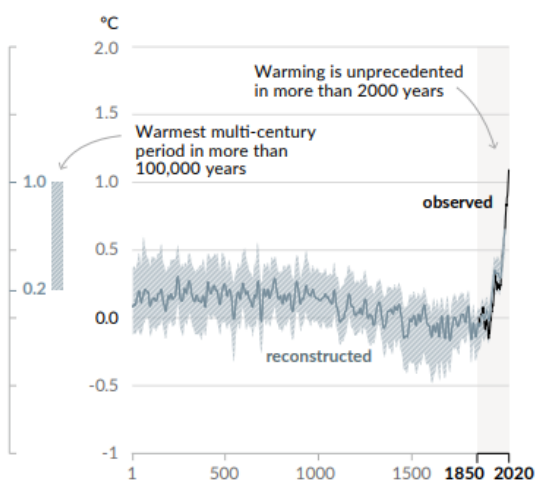 °C
2.0
Warming is unprecedented
in more than 2000 years
1.5
Warmest multi-century
period in more than
100,000 years
1.0
1.0
observed
0.5
0.2
0.0
reconstructed
-0.5
-1
1
500
1000
1500
1850
2020